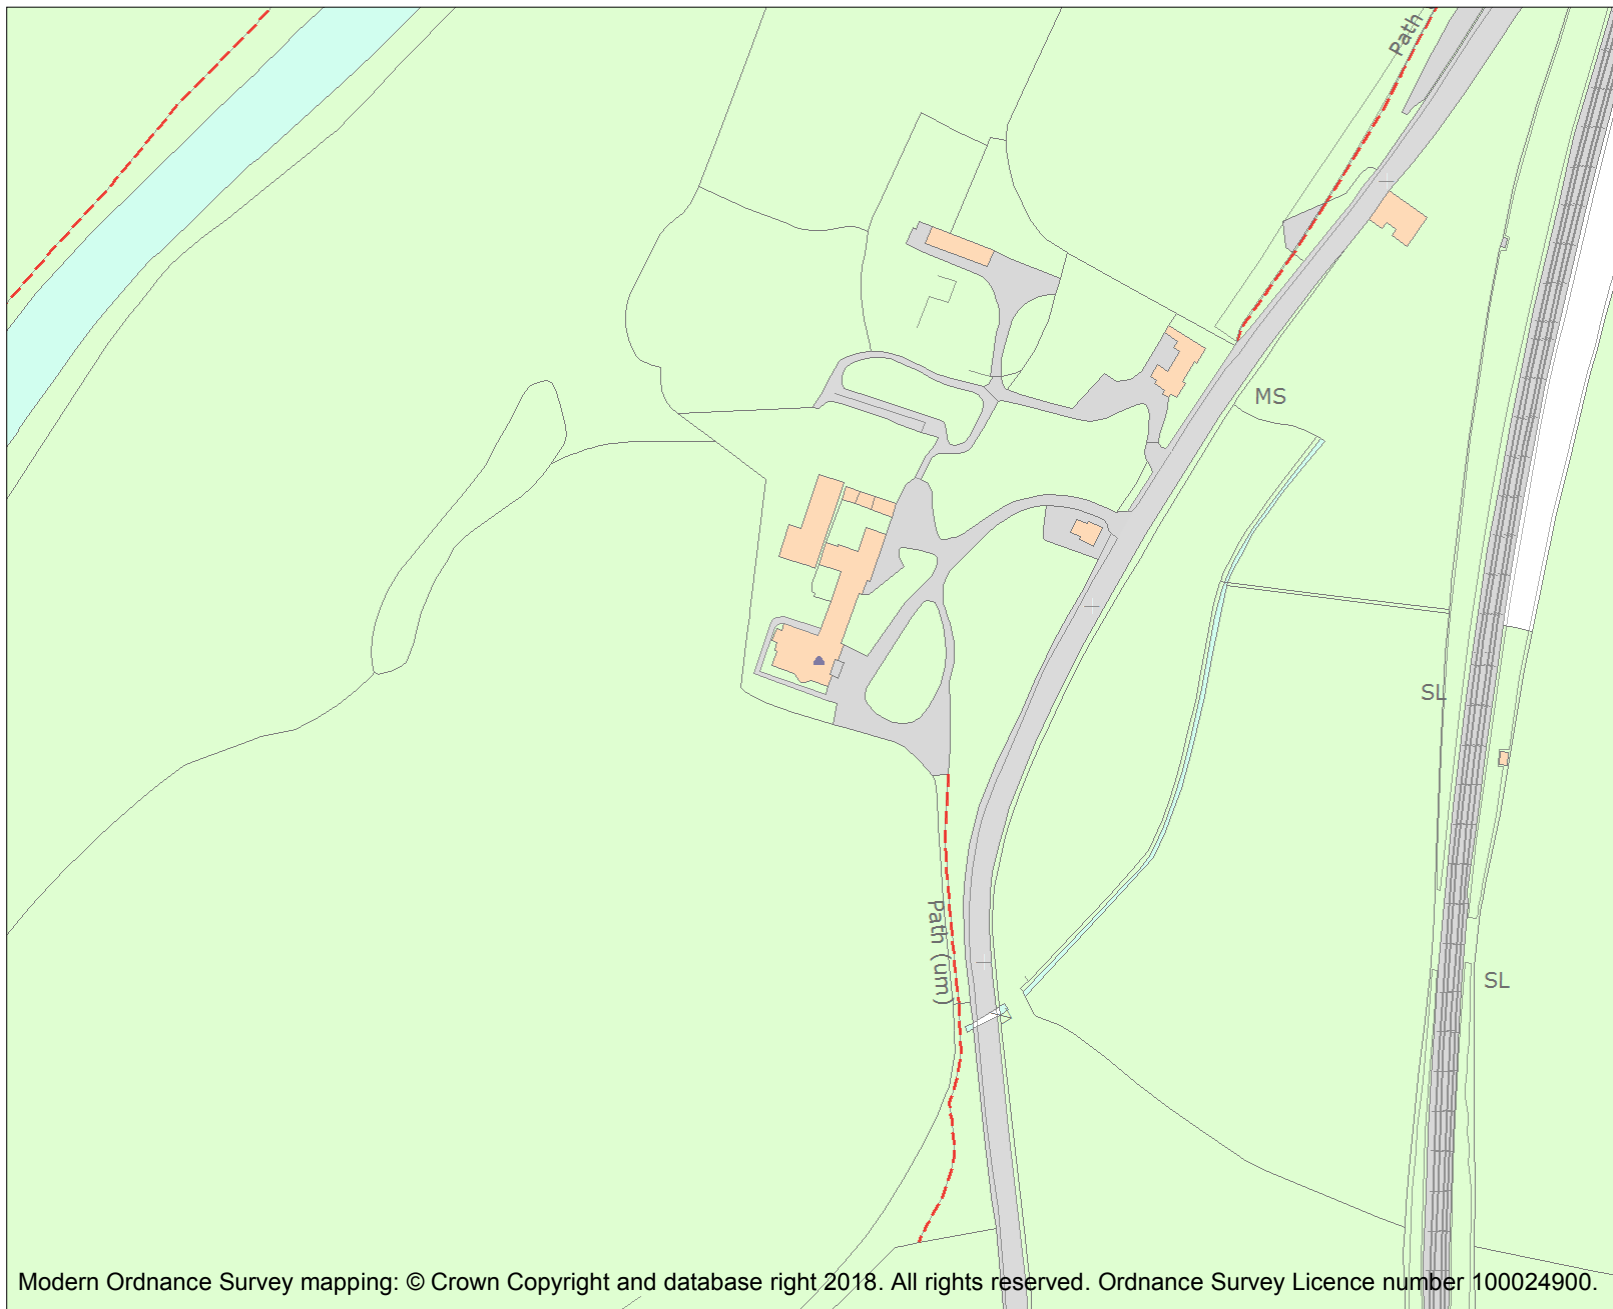 Path
MS
SL
Path (um)
SL
Modern Ordnance Survey mapping: © Crown Copyright and database right 2018. All rights reserved. Ordnance Survey Licence number 100024900.